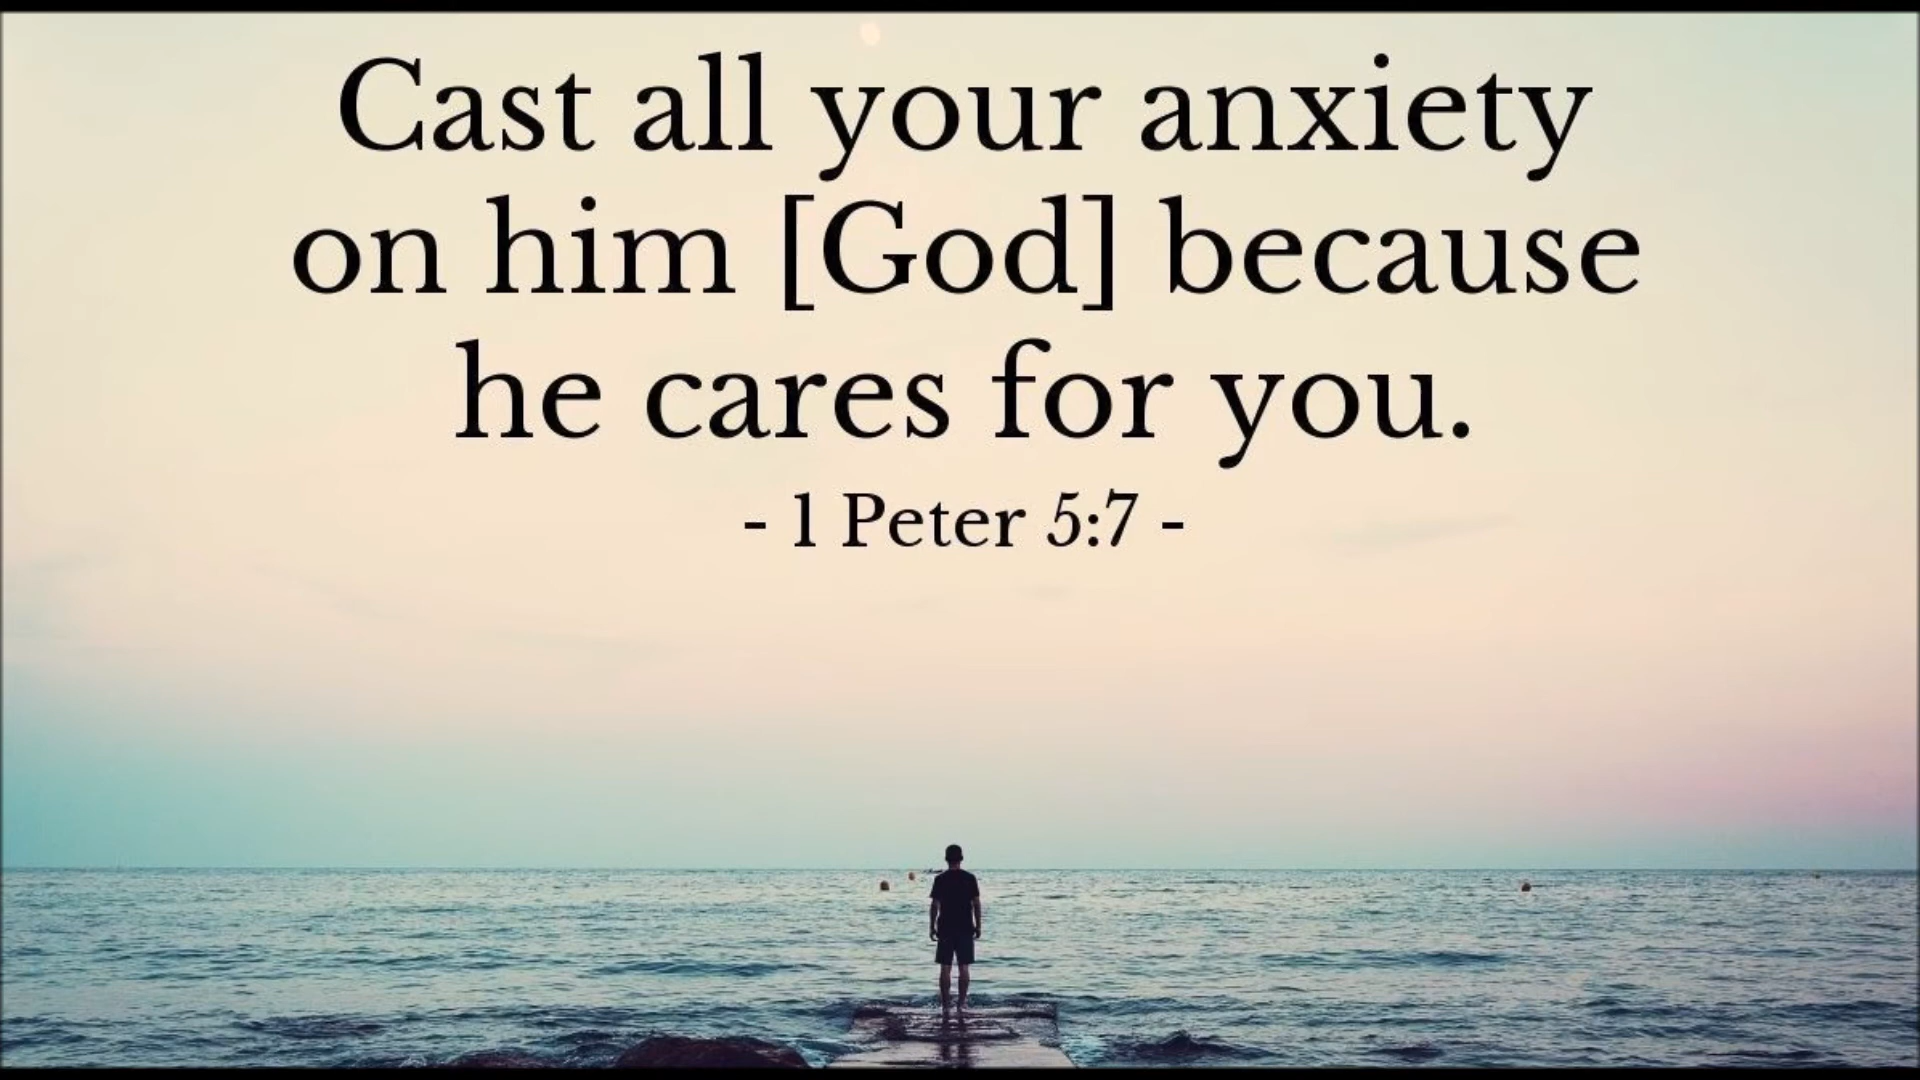 Cast all your anxiety
on him [God] because
he cares for you.
- 1 Peter 5:7 -